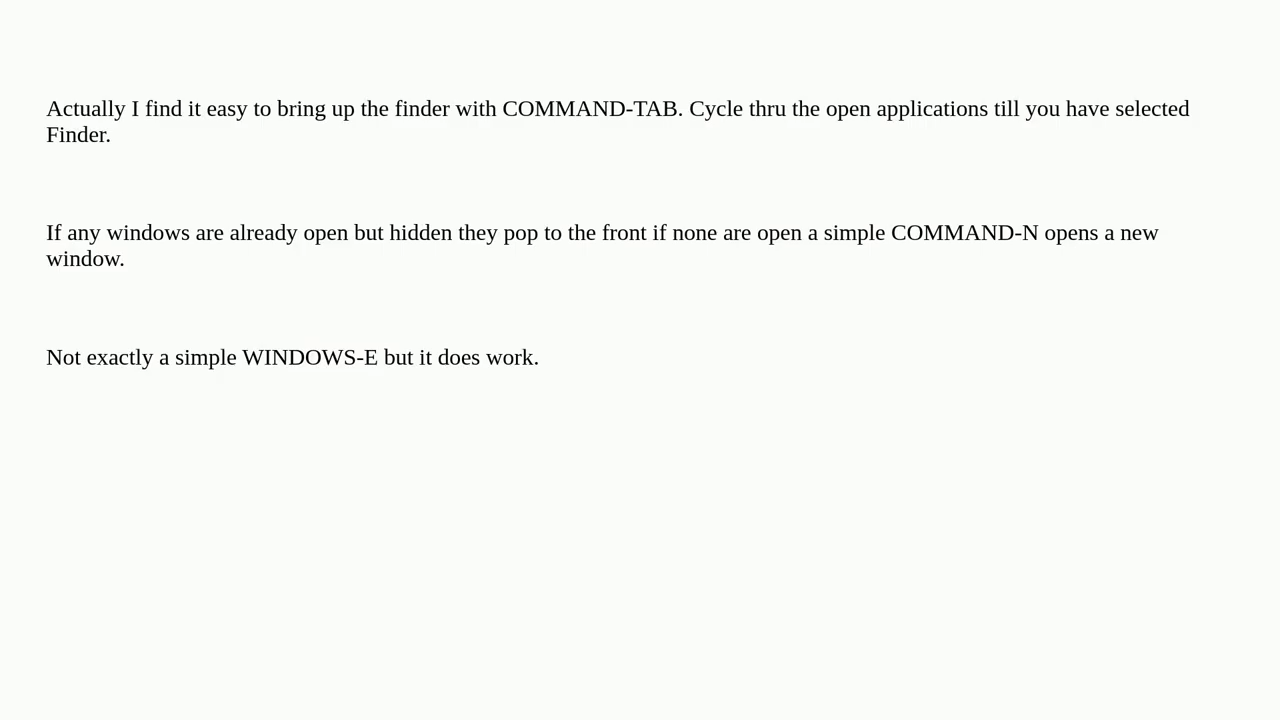 Actually I find it easy to bring up the finder with COMMAND-TAB. Cycle thru the open applications till you have selected
Finder.
If any windows are already open but hidden they pop to the front if none are open a simple COMMAND-N opens a new
window.
Not exactly a simple WINDOWS-E but it does work.